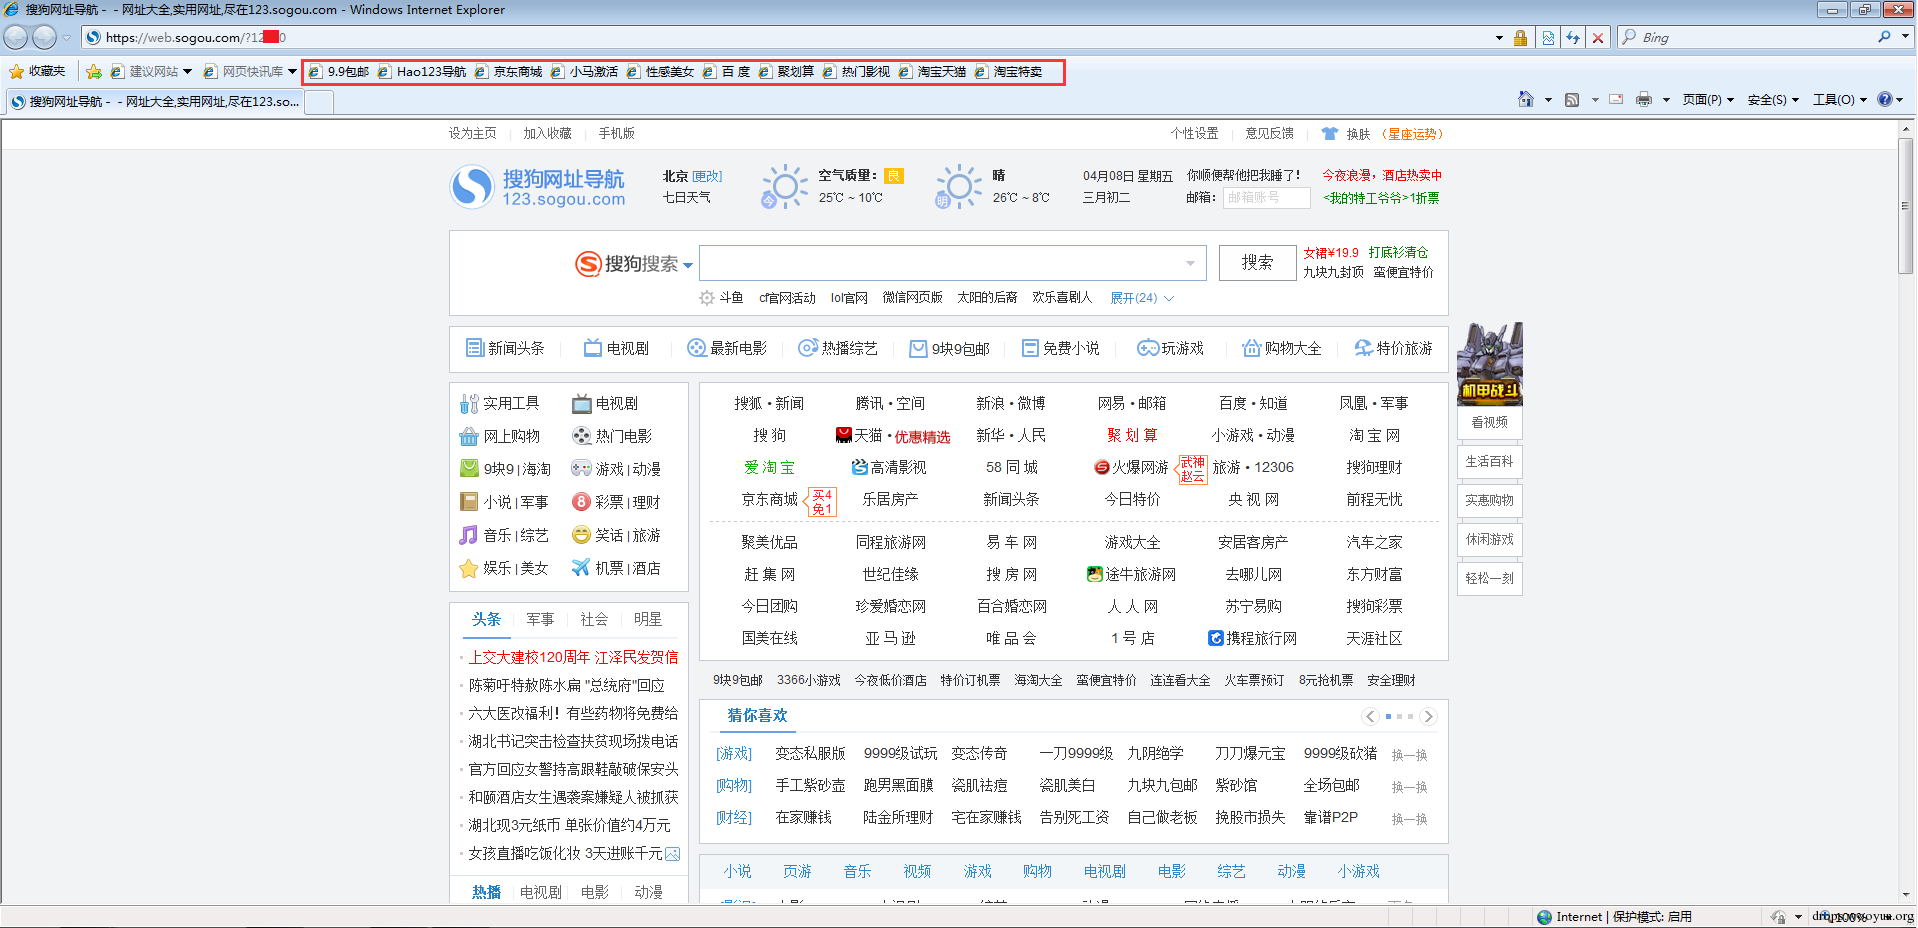 搜狗网址导航 - - 网址大全,实用网址,尽在123.sogou.com - Windows Internet Explorer
https://web.sogou.com/?12 0
Bing
收藏夹 建议网站 网页快讯库 9.9包邮 Hao123导航 京东商城 小马激活 性感美女 百 度 聚划算 热门影视 淘宝天猫 淘宝特卖
搜狗网址导航 - - 网址大全,实用网址,尽在123.so...
页面(P) 安全(S) 工具(O)
设为主页 加入收藏 手机版 个性设置 意见反馈 换肤 (星座运势)
搜狗网址导航
123.sogou.com
北京 [更改]
七日天气
今
空气质量: 良
25℃ ~ 10℃
明
晴
26℃ ~ 8℃
04月08日 星期五
三月初二
你顺便帮他把我睡了!
邮箱: 邮箱账号
今夜浪漫，酒店热卖中
<我的特工爷爷>1折票
搜狗搜索 搜索
女裙¥19.9 打底衫清仓
九块九封顶 蛮便宜特价
斗鱼 cf官网活动 lol官网 微信网页版 太阳的后裔 欢乐喜剧人 展开(24)
新闻头条 电视剧 最新电影 热播综艺 9块9包邮 免费小说 玩游戏 购物大全 特价旅游
实用工具 电视剧
网上购物 热门电影
9块9 | 海淘 游戏 | 动漫
小说 | 军事 彩票 | 理财
音乐 | 综艺 笑话 | 旅游
娱乐 | 美女 机票 | 酒店
搜狐 • 新闻 腾讯 • 空间 新浪 • 微博 网易 • 邮箱 百度 • 知道 凤凰 • 军事
搜 狗 天猫 • 优惠精选 新华 • 人民 聚 划 算 小游戏 • 动漫 淘 宝 网
爱 淘 宝 高清影视 58 同 城 火爆网游 武神赵云 旅游 • 12306 搜狗理财
京东商城 买4免1 乐居房产 新闻头条 今日特价 央 视 网 前程无忧
聚美优品 同程旅游网 易 车 网 游戏大全 安居客房产 汽车之家
赶 集 网 世纪佳缘 搜 房 网 途牛旅游网 去哪儿网 东方财富
今日团购 珍爱婚恋网 百合婚恋网 人 人 网 苏宁易购 搜狗彩票
国美在线 亚 马 逊 唯 品 会 1 号 店 携程旅行网 天涯社区
机甲战斗
看视频
生活百科
实惠购物
休闲游戏
轻松一刻
头条 军事 社会 明星
上交大建校120周年 江泽民发贺信
陈菊吁特赦陈水扁 "总统府"回应
六大医改福利! 有些药物将免费给
湖北书记突击检查扶贫现场拨电话
官方回应女警持高跟鞋敲破保安头
和颐酒店女生遇袭案嫌疑人被抓获
湖北现3元纸币 单张价值约4万元
女孩直播吃饭化妆 3天进账千元
热播 电视剧 电影 动漫
9块9包邮 3366小游戏 今夜低价酒店 特价订机票 海淘大全 蛮便宜特价 连连看大全 火车票预订 8元抢机票 安全理财
猜你喜欢
[游戏] 变态私服版 9999级试玩 变态传奇 一刀9999级 九阴绝学 刀刀爆元宝 9999级砍猪 换一换
[购物] 手工紫砂壶 跑男黑面膜 瓷肌祛痘 瓷肌美白 九块九包邮 紫砂馆 全场包邮 换一换
[财经] 在家赚钱 陆金所理财 宅在家赚钱 告别死工资 自己做老板 挽股市损失 靠谱P2P 换一换
小说 页游 音乐 视频 游戏 购物 电视剧 电影 综艺 动漫 小游戏
Internet | 保护模式: 启用
100%